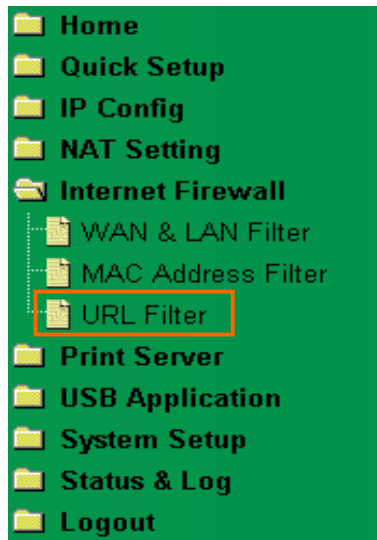 Home
Quick Setup
IP Config
NAT Setting
Internet Firewall
WAN & LAN Filter
MAC Address Filter
URL Filter
Print Server
USB Application
System Setup
Status & Log
Logout